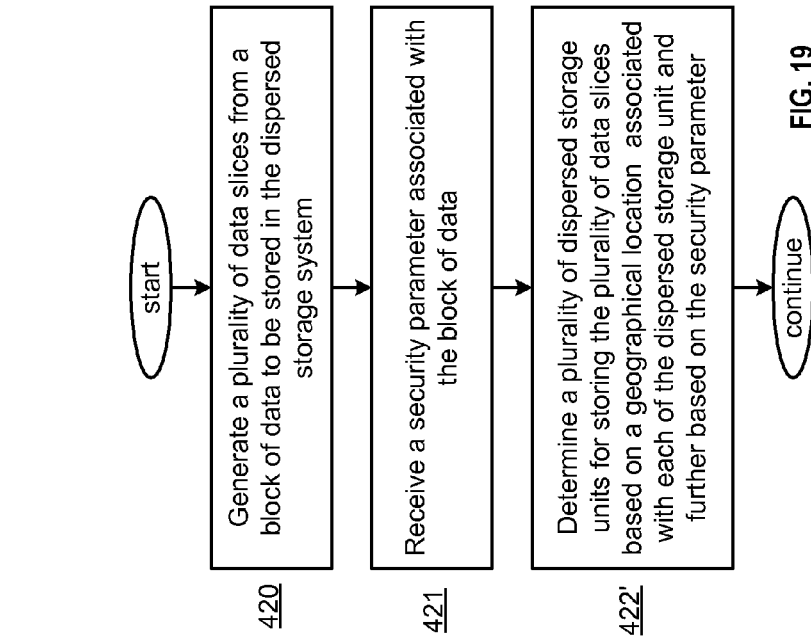 start
420
Generate a plurality of data slices from a
block of data to be stored in the dispersed
storage system
421
Receive a security parameter associated with
the block of data
422'
Determine a plurality of dispersed storage
units for storing the plurality of data slices
based on a geographical location associated
with each of the dispersed storage unit and
further based on the security parameter
continue
FIG. 19